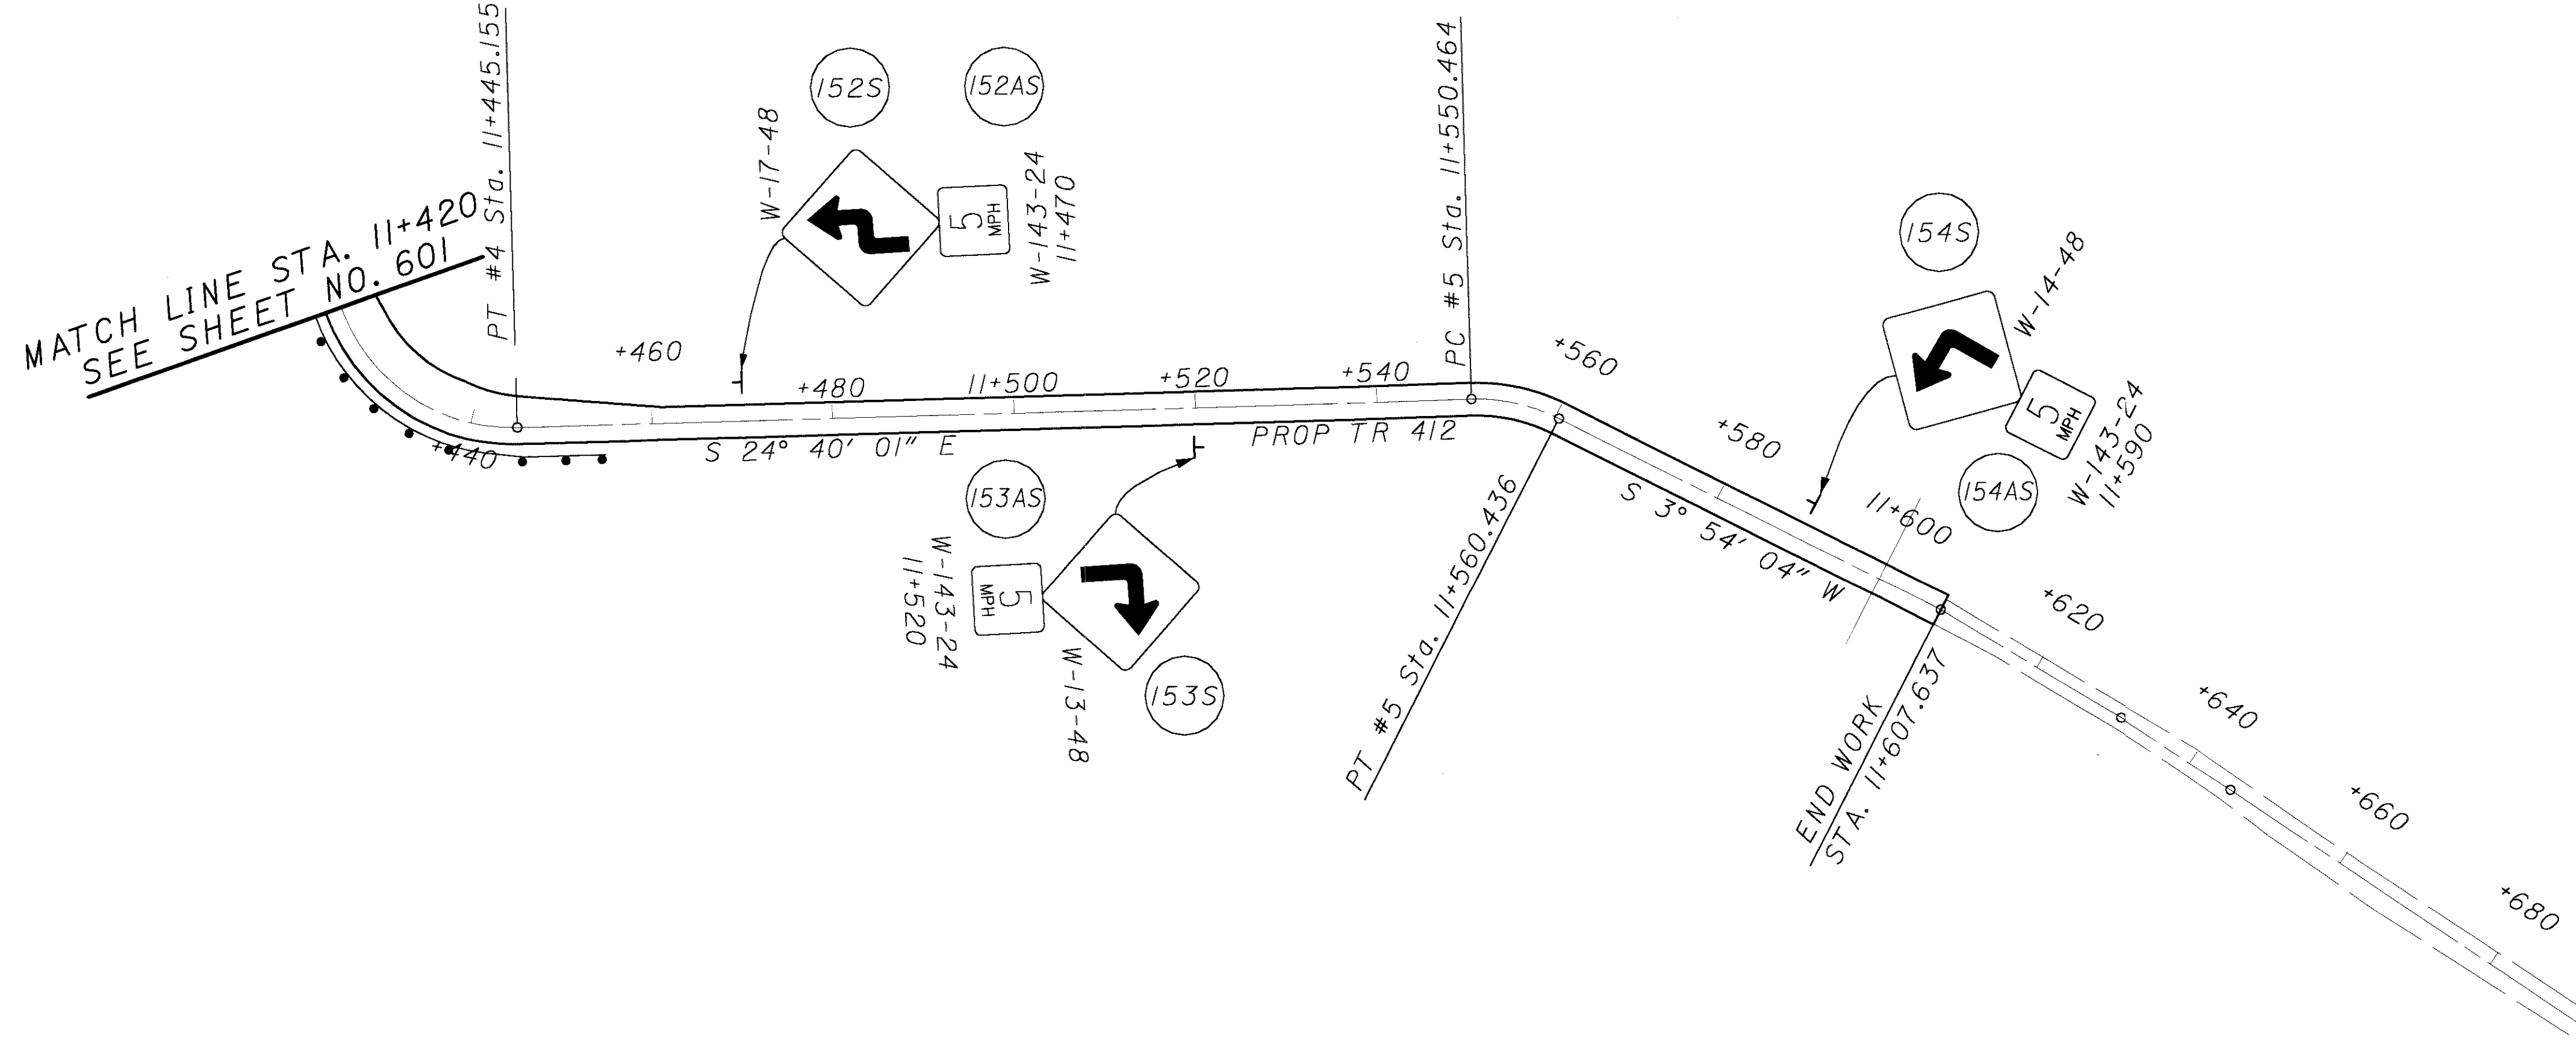 MATCH LINE STA. 11+420
SEE SHEET NO. 601
PT #4 Sta. 11+445.155
+440
+460
W-17-48
152S
152AS
5
MPH
W-143-24
11+470
+480
11+500
+520
+540
S 24° 40' 01" E
PROP TR 412
PC #5 Sta. 11+550.464
153AS
W-143-24
11+520
5
MPH
W-13-48
153S
+560
PT #5 Sta. 11+560.436
+580
S 3° 54' 04" W
154S
W-14-48
5
MPH
W-143-24
11+590
154AS
11+600
END WORK
STA. 11+607.637
+620
+640
+660
+680